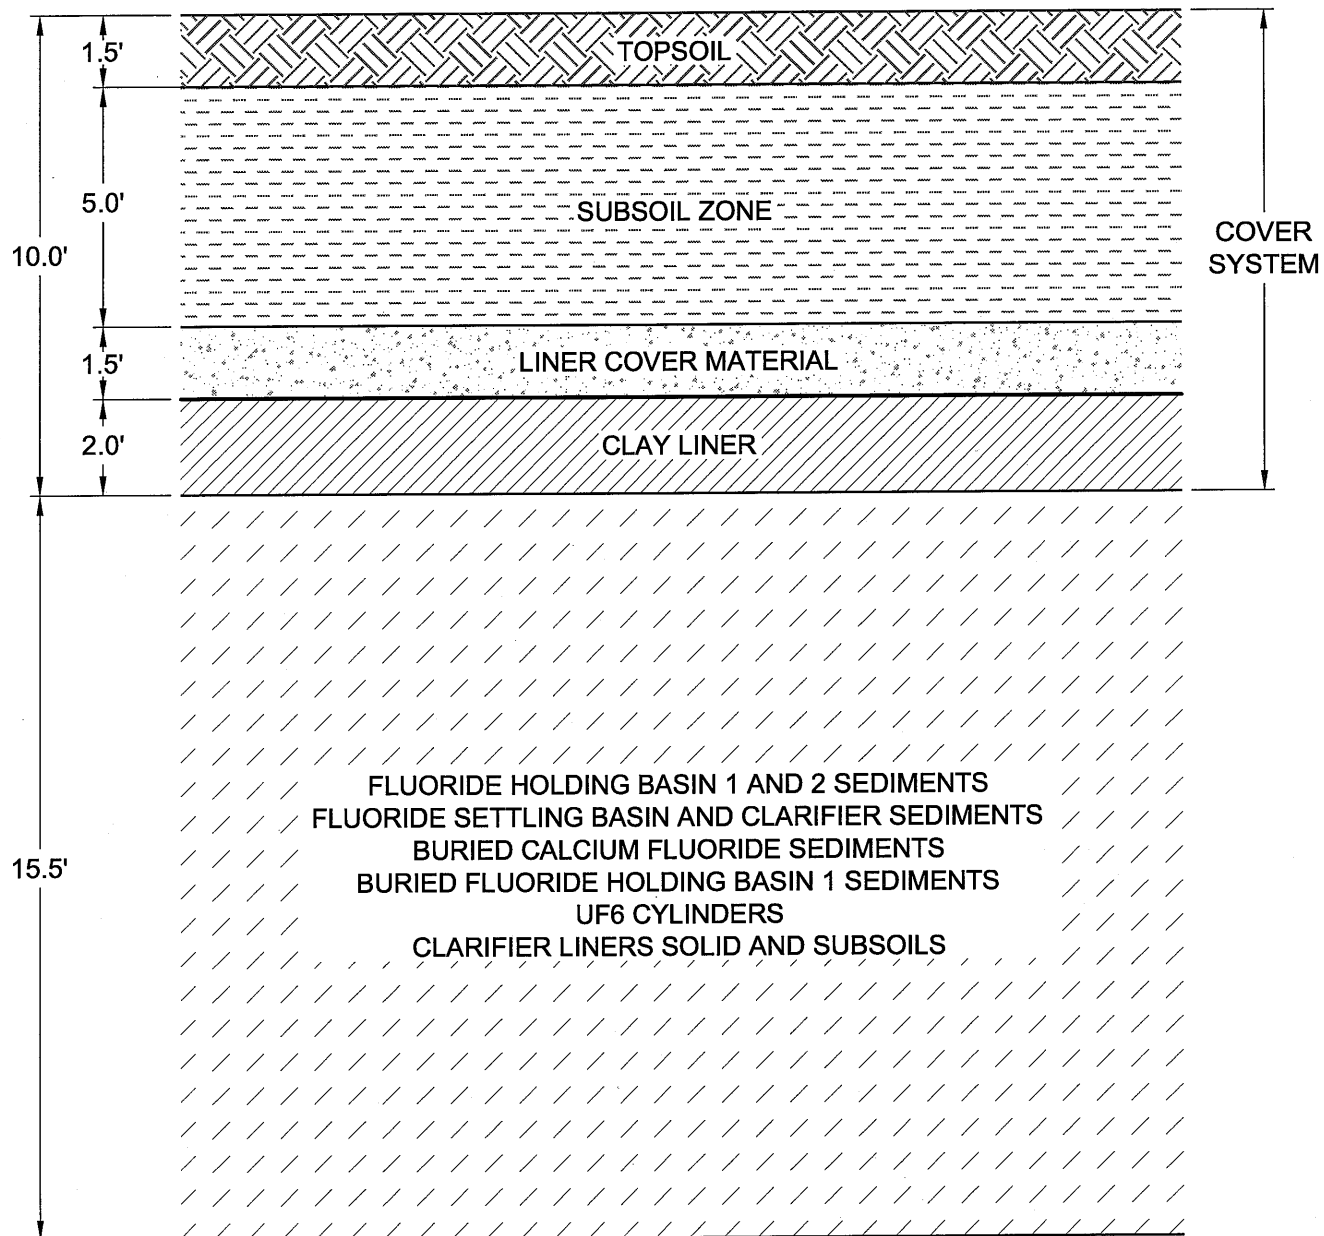 1.5'
TOPSOIL
5.0'
SUBSOIL ZONE
10.0'
COVER
SYSTEM
1.5'
LINER COVER MATERIAL
2.0'
CLAY LINER
15.5'
FLUORIDE HOLDING BASIN 1 AND 2 SEDIMENTS
FLUORIDE SETTLING BASIN AND CLARIFIER SEDIMENTS
BURIED CALCIUM FLUORIDE SEDIMENTS
BURIED FLUORIDE HOLDING BASIN 1 SEDIMENTS
UF6 CYLINDERS
CLARIFIER LINERS SOLID AND SUBSOILS